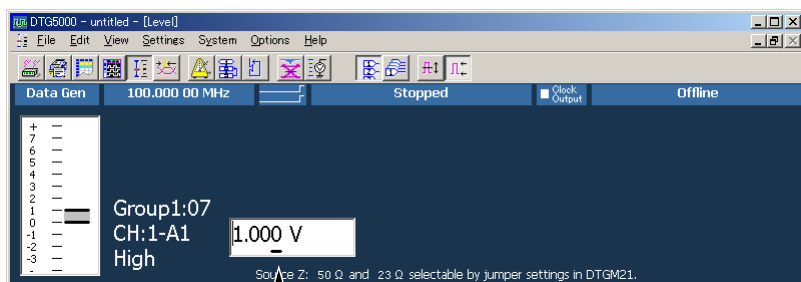 DTG5000 - untitled - [Level]
File Edit View Settings System Options Help
Data Gen 100.000 00 MHz Stopped Clock Output Offline
+
7
6
5
4
3
2
1
0
-1
-2
-3
-
Group1:07
CH:1-A1 1.000 V
High
Source Z: 50 Ω and 23 Ω selectable by jumper settings in DTGM21.